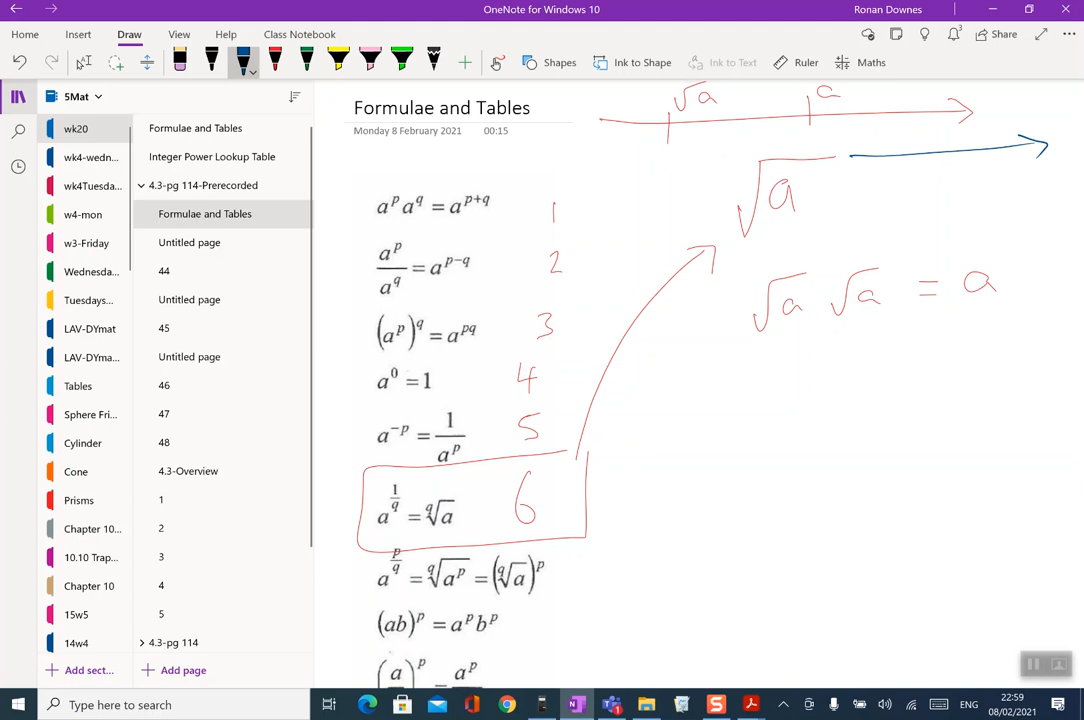 OneNote for Windows 10
Ronan Downes
Home Insert Draw View Help Class Notebook
Share
Shapes Ink to Shape Ink to Text Ruler Maths
5Mat
wk20
wk4-wedn...
wk4Tuesda...
w4-mon
w3-Friday
Wednesda...
Tuesdays...
LAV-DYmat
LAV-DYma...
Tables
Sphere Fri...
Cylinder
Cone
Prisms
Chapter 10...
10.10 Trap...
Chapter 10
15w5
14w4
Add sect...
Formulae and Tables
Integer Power Lookup Table
4.3-pg 114-Prerecorded
Formulae and Tables
Untitled page
44
Untitled page
45
Untitled page
46
47
48
4.3-Overview
1
2
3
4
5
4.3-pg 114
Add page
Formulae and Tables
Monday 8 February 2021 00:15
a^p a^q = a^{p+q} 1
a^p / a^q = a^{p-q} 2
(a^p)^q = a^{pq} 3
a^0 = 1 4
a^{-p} = 1 / a^p 5
a^{1/q} = ^q√a 6
a^{p/q} = ^q√a^p = (^q√a)^p
(ab)^p = a^p b^p
(a)^p = a^p
√a a
√a
√a √a = a
Type here to search
ENG
22:59
08/02/2021